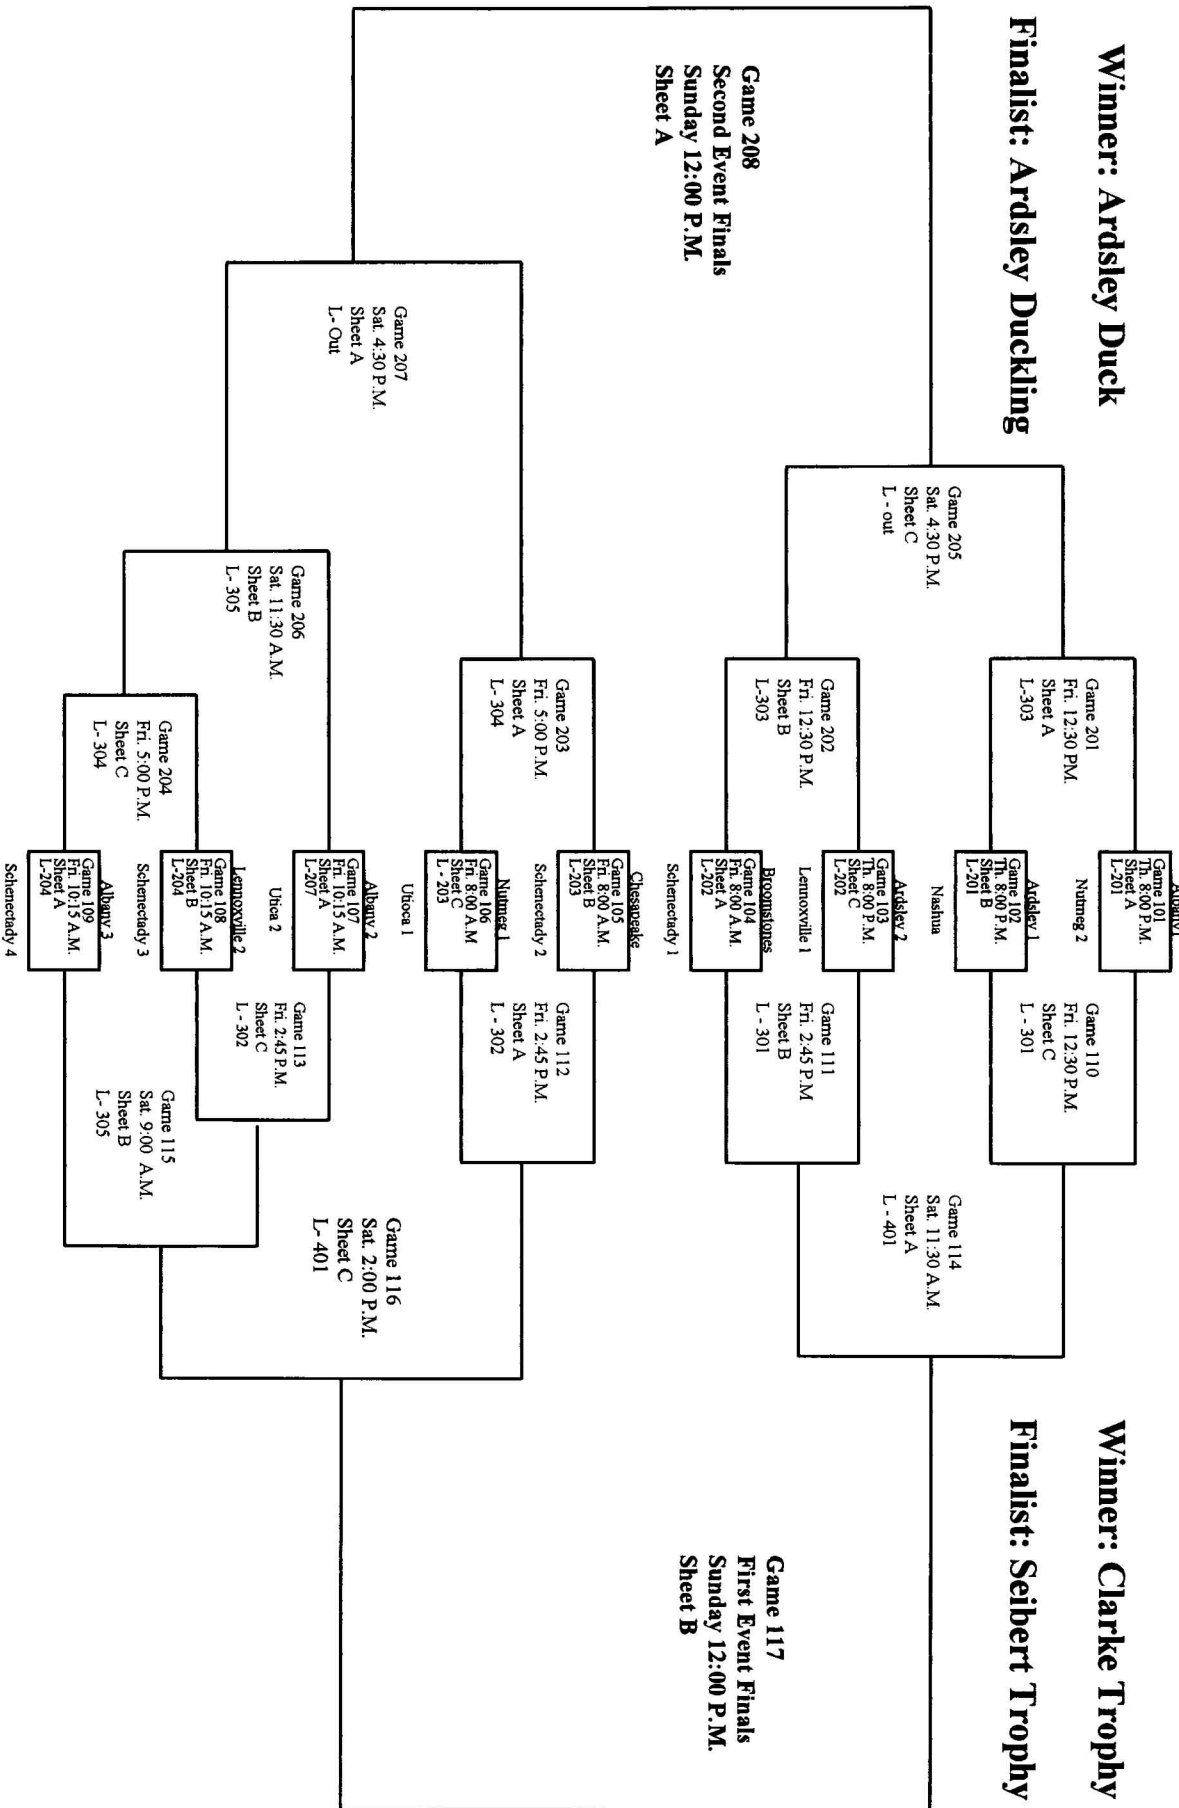 Winner: Ardsley Duck
Finalist: Ardsley Duckling
Winner: Clarke Trophy
Finalist: Seibert Trophy
Game 208
Second Event Finals
Sunday 12:00 P.M.
Sheet A
Game 205
Sat. 4:30 P.M.
Sheet C
L - out
Game 207
Sat. 4:30 P.M.
Sheet A
L- Out
Game 206
Sat. 11:30 A.M.
Sheet B
L- 305
Game 201
Fri. 12:30 PM.
Sheet A
L-303
Game 202
Fri. 12:30 P.M.
Sheet B
L-303
Game 203
Fri. 5:00 P.M.
Sheet A
L- 304
Game 204
Fri. 5:00 P.M.
Sheet C
L- 304
Game 101
Th. 8:00 P.M.
Sheet A
L-201
Nutmeg 2
Ardsley 1
Game 102
Th. 8:00 P.M.
Sheet B
L-201
Nashua
Ardsley 2
Game 103
Th. 8:00 P.M.
Sheet C
L-202
Lennoxville 1
Broomstones
Game 104
Fri. 8:00 A.M.
Sheet A
L-202
Schenectady 1
Chesapeake
Game 105
Fri. 8:00 A.M.
Sheet B
L-203
Schenectady 2
Nutmeg 1
Game 106
Fri. 8:00 A.M
Sheet C
L - 203
Utioca 1
Albany 2
Game 107
Fri. 10:15 A.M.
Sheet A
L-207
Utica 2
Lennoxville 2
Game 108
Fri. 10:15 A.M.
Sheet B
L-204
Schenectady 3
Albany 3
Game 109
Fri. 10:15 A.M.
Sheet A
L-204
Schenectady 4
Game 110
Fri. 12:30 P.M.
Sheet C
L - 301
Game 111
Fri. 2:45 P.M.
Sheet B
L - 301
Game 112
Fri. 2:45 P.M.
Sheet A
L - 302
Game 113
Fri. 2:45 P.M.
Sheet C
L - 302
Game 115
Sat. 9:00 A.M.
Sheet B
L- 305
Game 114
Sat. 11:30 A.M.
Sheet A
L - 401
Game 116
Sat. 2:00 P.M.
Sheet C
L- 401
Game 117
First Event Finals
Sunday 12:00 P.M.
Sheet B